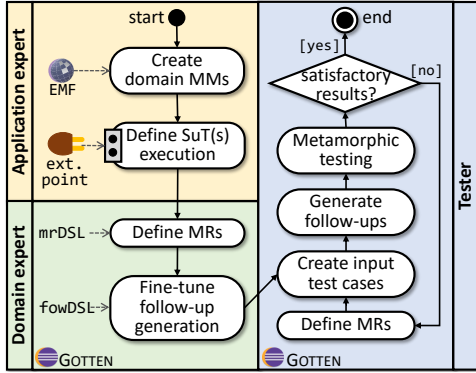 Application expert
start
Create
domain MMs
EMF
Define SuT(s)
execution
ext.
point
Domain expert
mrDSL
Define MRs
fowDSL
Fine-tune
follow-up
generation
GOTTEN
Tester
end
[yes]
[no]
satisfactory
results?
Metamorphic
testing
Generate
follow-ups
Create input
test cases
Define MRs
GOTTEN